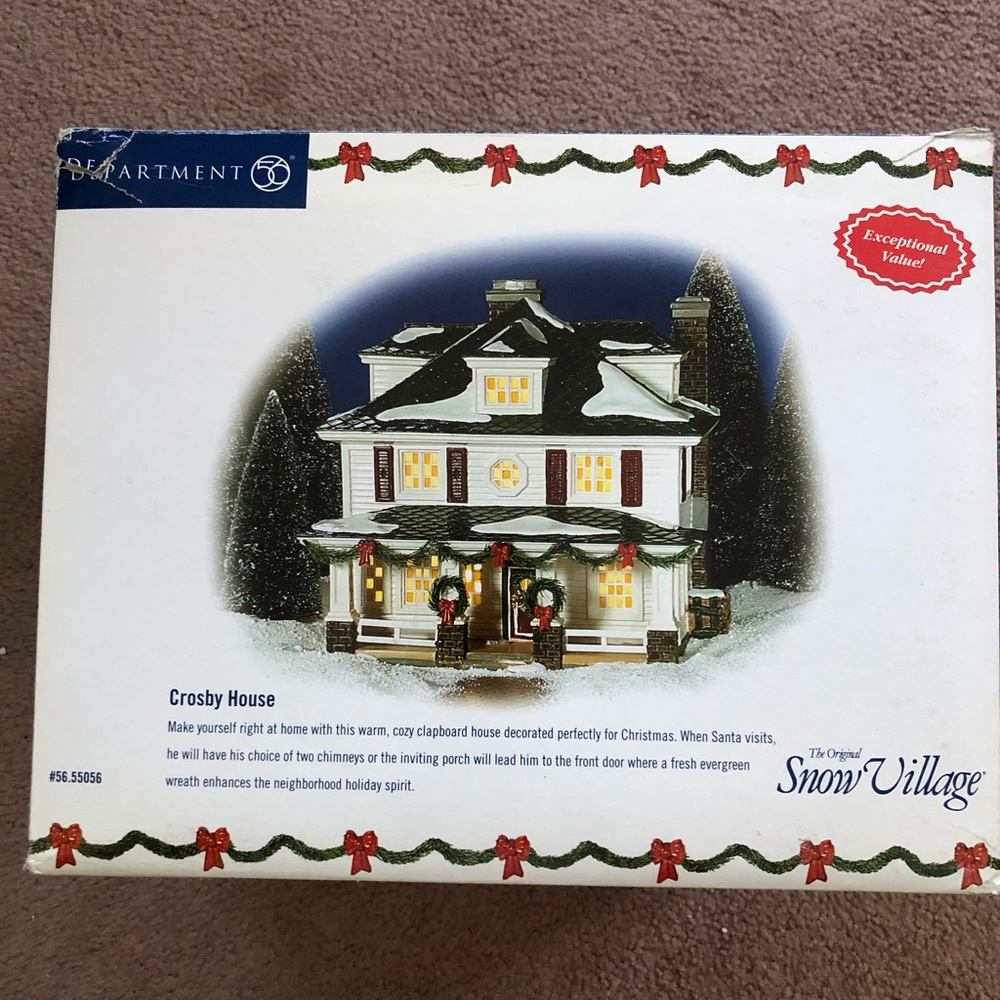 DEPARTMENT 56®
Exceptional
Value!
Crosby House
Make yourself right at home with this warm, cozy clapboard house decorated perfectly for Christmas. When Santa visits,
he will have his choice of two chimneys or the inviting porch will lead him to the front door where a fresh evergreen
wreath enhances the neighborhood holiday spirit.
#56.55056
The Original
Snow Village®